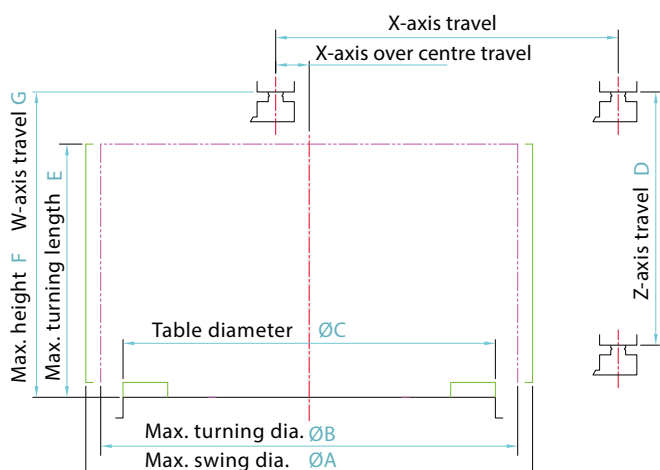 X-axis travel
X-axis over centre travel
Max. height F W-axis travel G
Max. turning length E
Z-axis travel D
Table diameter ØC
Max. turning dia. ØB
Max. swing dia. ØA